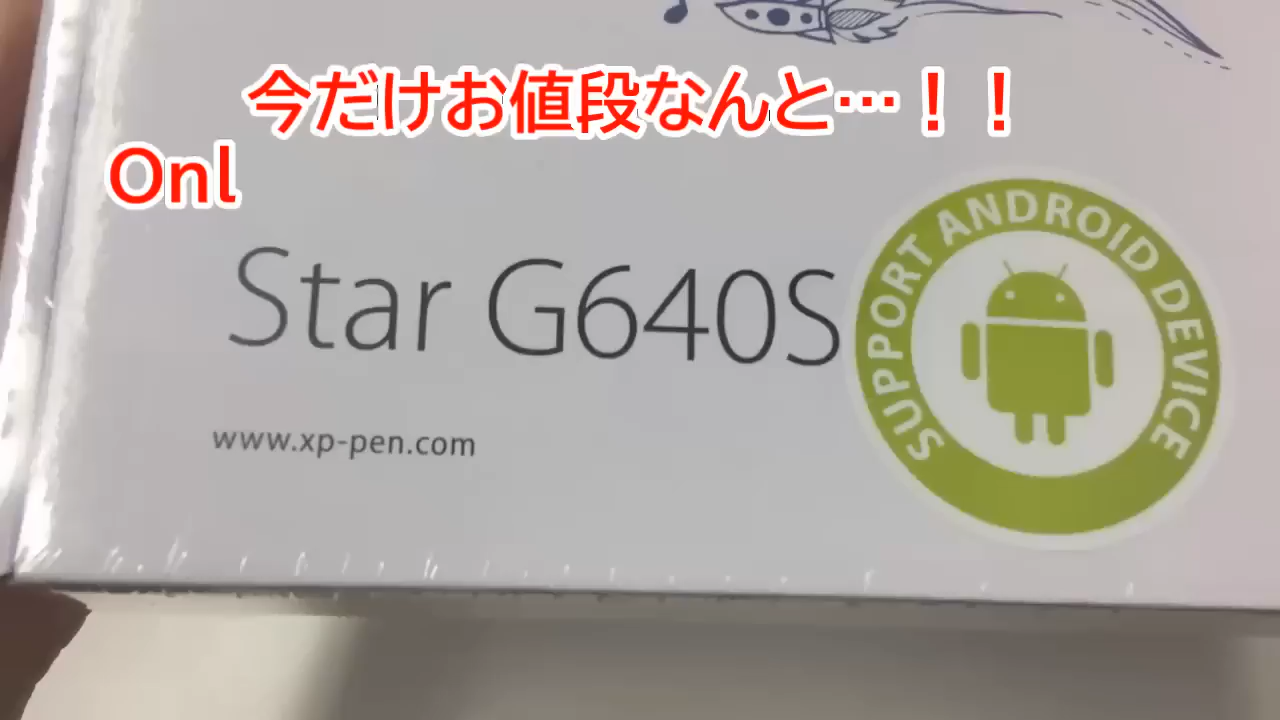 今だけお値段なんと…！！
Onl
Star G640S
SUPPORT ANDROID DEVICE
www.xp-pen.com